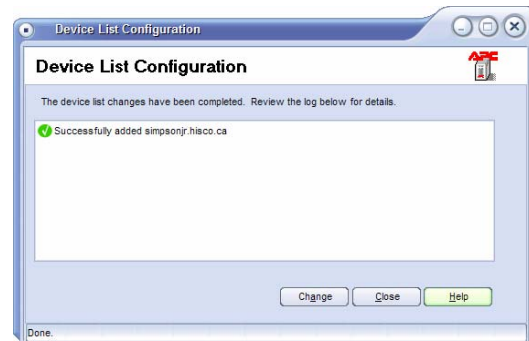 Device List Configuration
Device List Configuration
APC
The device list changes have been completed. Review the log below for details.
Successfully added simpsonjr.hisco.ca
Change
Close
Help
Done.